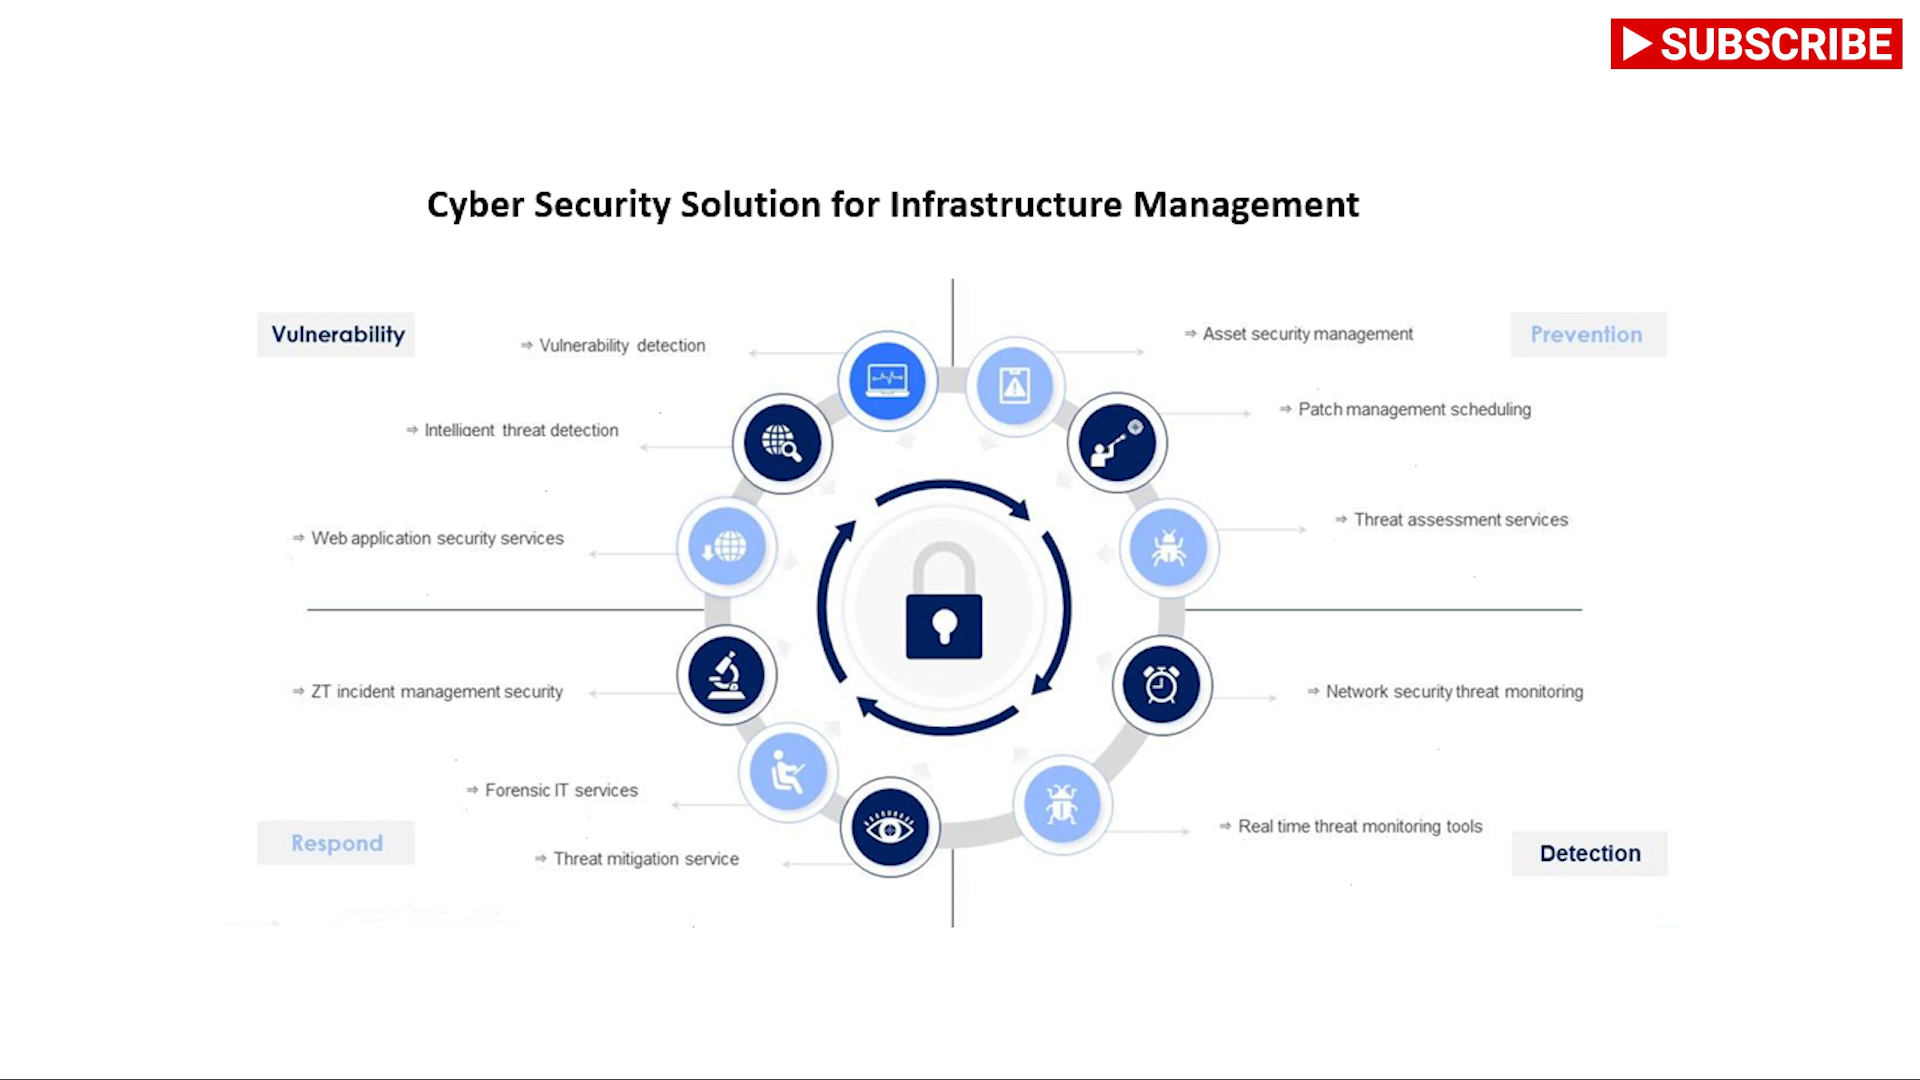 SUBSCRIBE
Cyber Security Solution for Infrastructure Management
Vulnerability
⇒ Vulnerability detection
⇒ Intelligent threat detection
⇒ Web application security services
Prevention
⇒ Asset security management
⇒ Patch management scheduling
⇒ Threat assessment services
⇒ ZT incident management security
⇒ Forensic IT services
Respond
⇒ Threat mitigation service
⇒ Network security threat monitoring
⇒ Real time threat monitoring tools
Detection